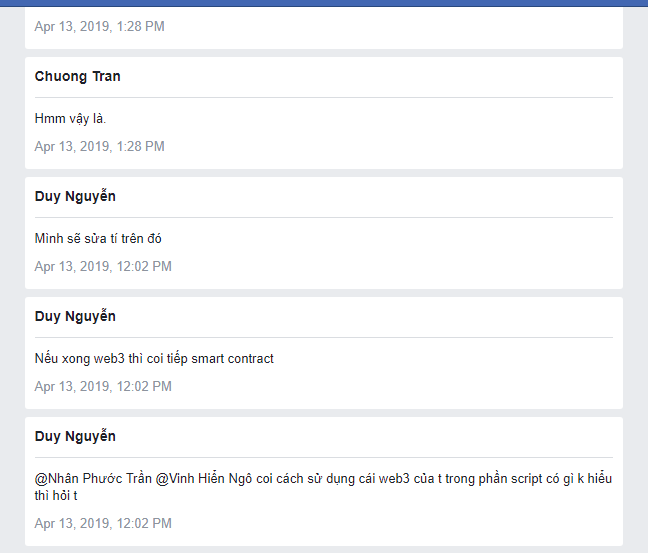 Apr 13, 2019, 1:28 PM
Chuong Tran
Hmm vậy là.
Apr 13, 2019, 1:28 PM
Duy Nguyễn
Mình sẽ sửa tí trên đó
Apr 13, 2019, 12:02 PM
Duy Nguyễn
Nếu xong web3 thì coi tiếp smart contract
Apr 13, 2019, 12:02 PM
Duy Nguyễn
@Nhân Phước Trần @Vinh Hiển Ngô coi cách sử dụng cái web3 của t trong phần script có gì k hiểu
thì hỏi t
Apr 13, 2019, 12:02 PM